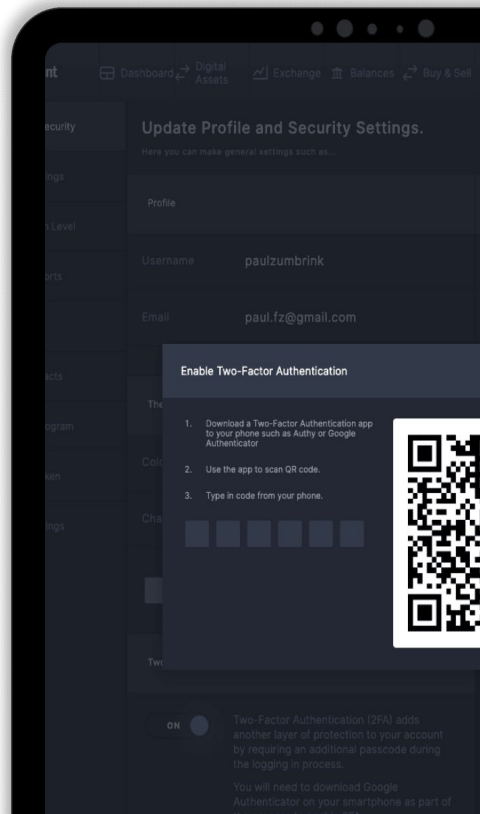 nt
Dashboard
Digital
Assets
Exchange
Balances
Buy & Sell
ecurity
ings
n Level
orts
acts
ogram
ken
ings
Update Profile and Security Settings.
Here you can make general settings such as...
Profile
Username paulzumbrink
Email paul.fz@gmail.com
The
Colo
Cha
Enable Two-Factor Authentication
1. Download a Two-Factor Authentication app
to your phone such as Authy or Google
Authenticator
2. Use the app to scan QR code.
3. Type in code from your phone.
Two
ON
Two-Factor Authentication (2FA) adds
another layer of protection to your account
by requiring an additional passcode during
the logging in process.
You will need to download Google
Authenticator on your smartphone as part of